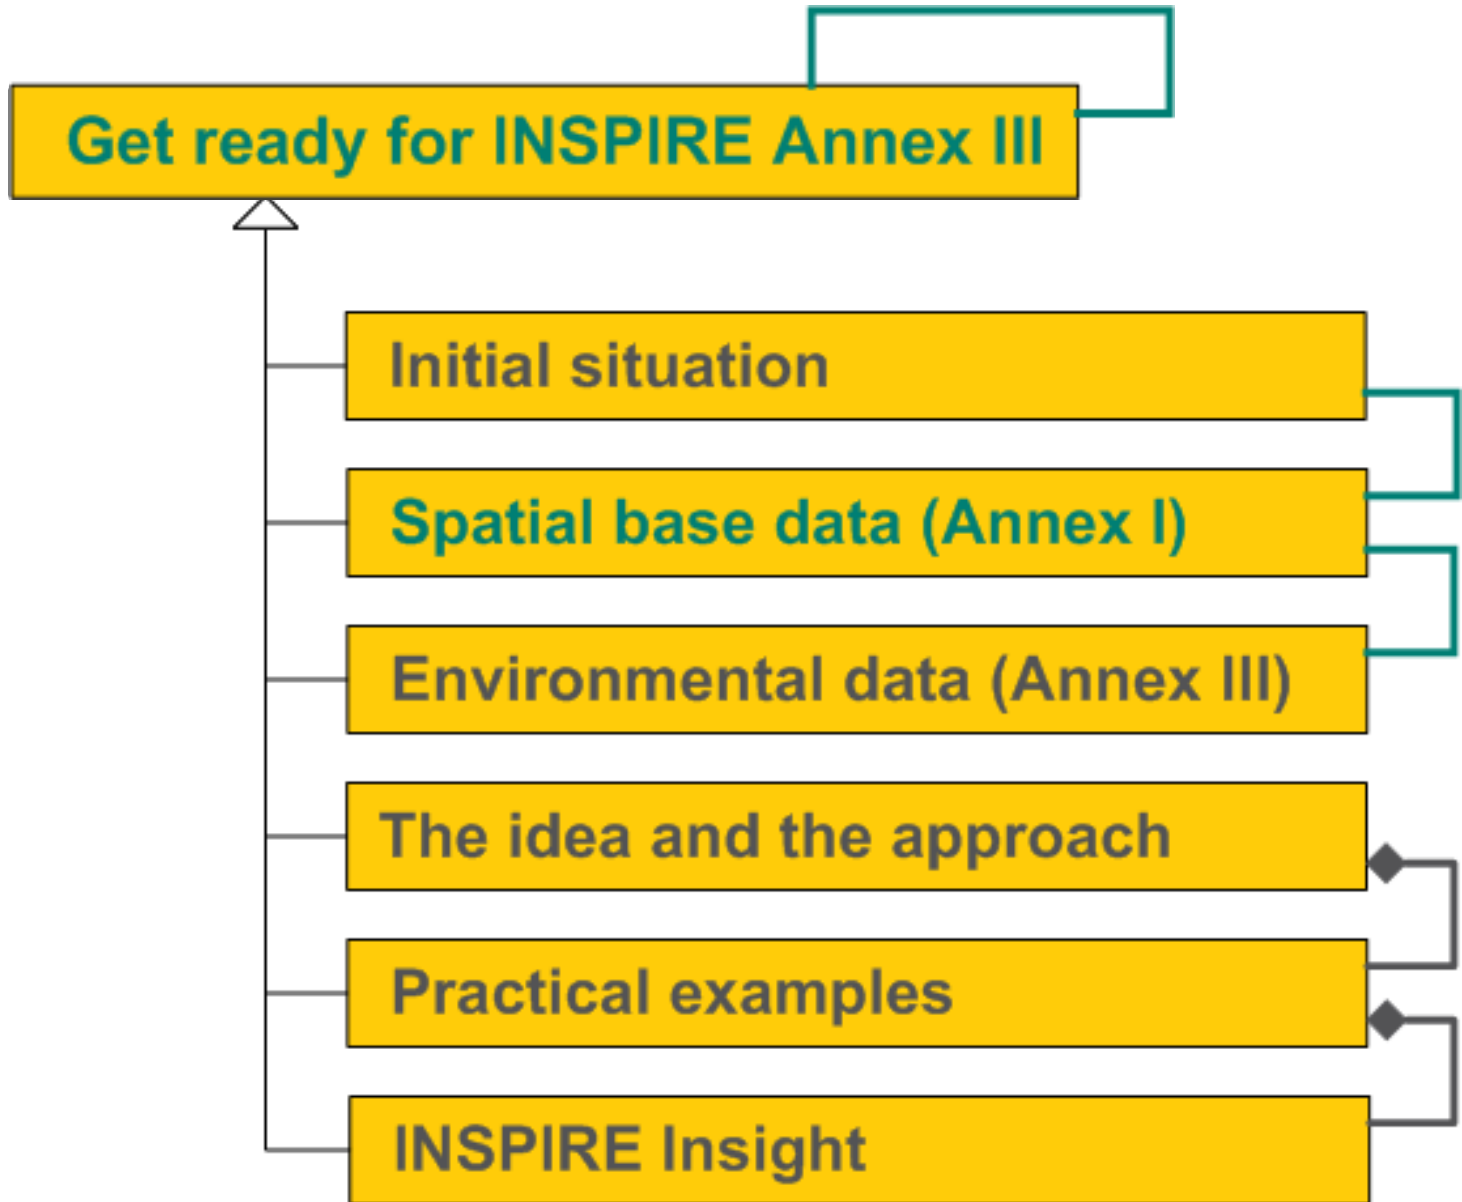 Get ready for INSPIRE Annex III
Initial situation
Spatial base data (Annex I)
Environmental data (Annex III)
The idea and the approach
Practical examples
INSPIRE Insight